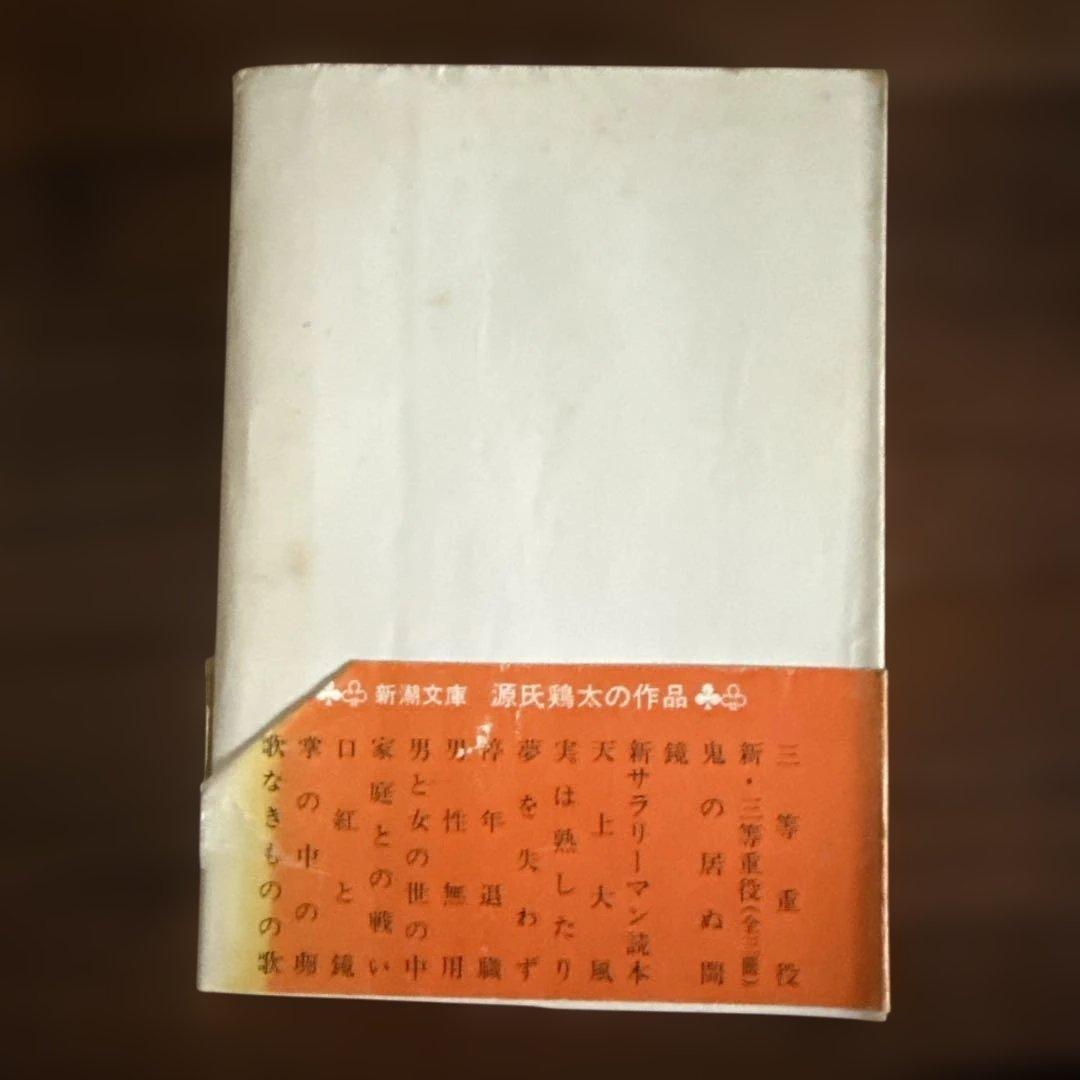 ♣♧ 新潮文庫 源氏鶏太の作品 ♣♧
三等重役
新・三等重役(全三冊)
鬼の居ぬ間
鏡
新サラリーマン読本
天上大風
実は熟したり
夢を失わず
停年退職
男性無用
男と女の世の中
家庭との戦い
口紅と鏡
掌の中の卵
歌なきものの歌